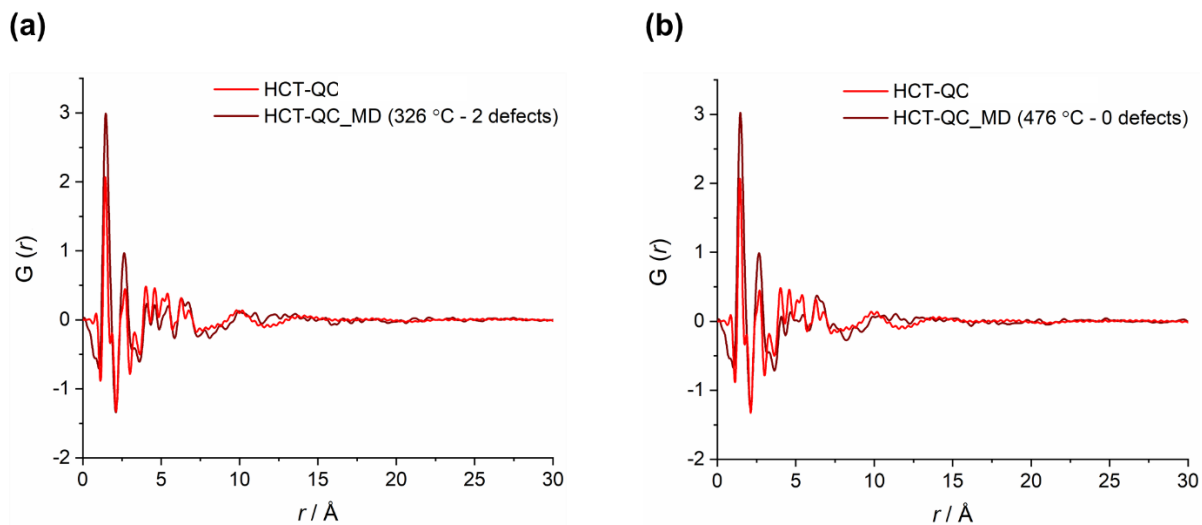 (a)
HCT-QC
HCT-QC_MD (326 °C - 2 defects)
3
2
1
0
-1
-2
G (r)
0 5 10 15 20 25 30
r / Å
(b)
HCT-QC
HCT-QC_MD (476 °C - 0 defects)
3
2
1
0
-1
-2
G (r)
0 5 10 15 20 25 30
r / Å